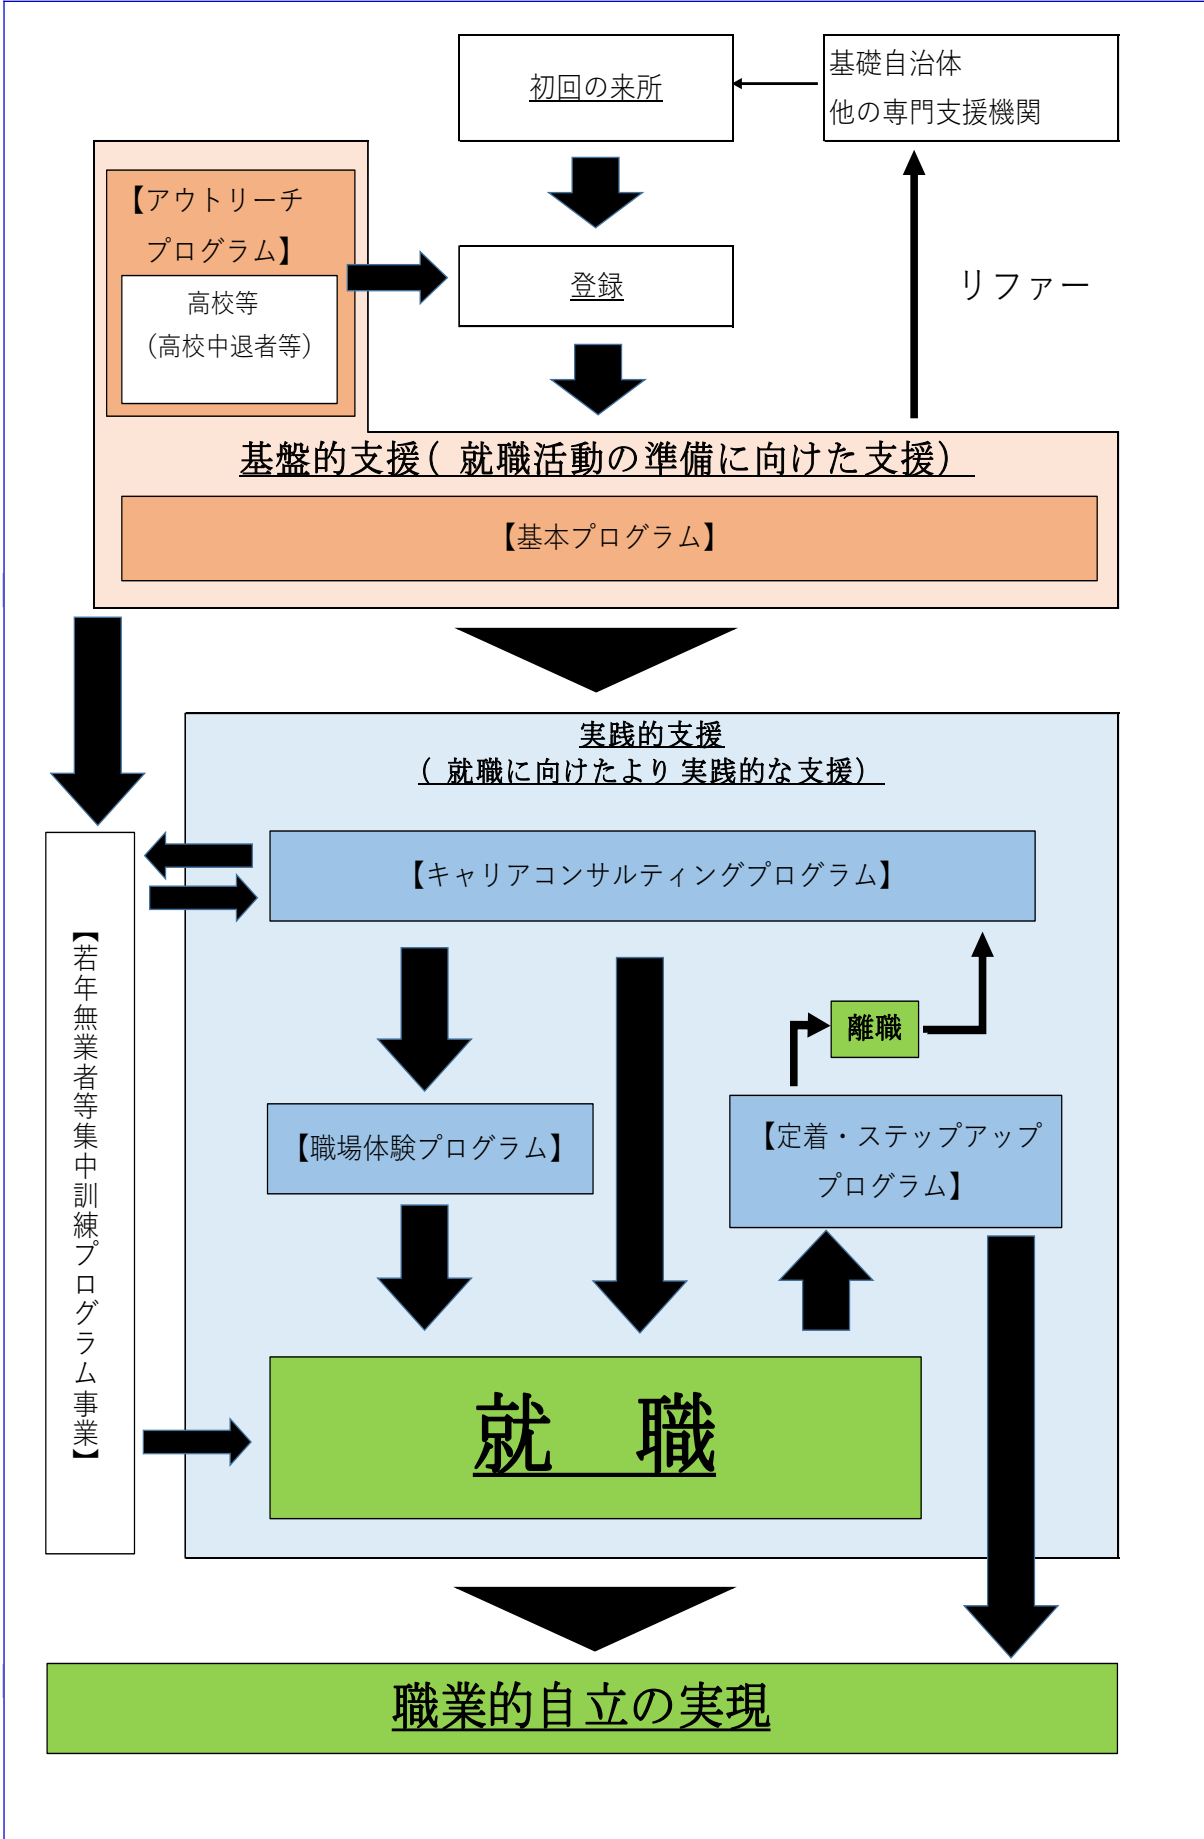 初回の来所
基礎自治体
他の専門支援機関
【アウトリーチ
プログラム】
高校等
（高校中退者等）
登録
リファー
基盤的支援（就職活動の準備に向けた支援）
【基本プログラム】
実践的支援
（就職に向けたより実践的な支援）
【キャリアコンサルティングプログラム】
【若年無業者等集中訓練プログラム事業】
離職
【職場体験プログラム】
【定着・ステップアップ
プログラム】
就　職
職業的自立の実現